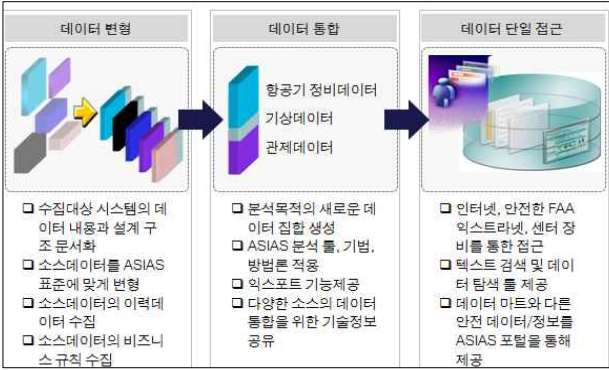 데이터 변형
항공기 정비데이터
기상데이터
관제데이터
데이터 통합
데이터 단일 접근
❑ 수집대상 시스템의 데
이터 내용과 설계 구
조 문서화
❑ 소스데이터를 ASIAS
표준에 맞게 변형
❑ 소스데이터의 이력데
이터 수집
❑ 소스데이터의 비즈니
스 규칙 수집
❑ 분석목적의 새로운 데
이터 집합 생성
❑ ASIAS 분석 툴, 기법,
방법론 적용
❑ 익스포트 기능제공
❑ 다양한 소스의 데이터
통합을 위한 기술정보
공유
❑ 인터넷, 안전한 FAA
익스트라넷, 센터 장
비를 통한 접근
❑ 텍스트 검색 및 데이
터 탐색 툴 제공
❑ 데이터 마트와 다른
안전 데이터/정보를
ASIAS 포털을 통해
제공